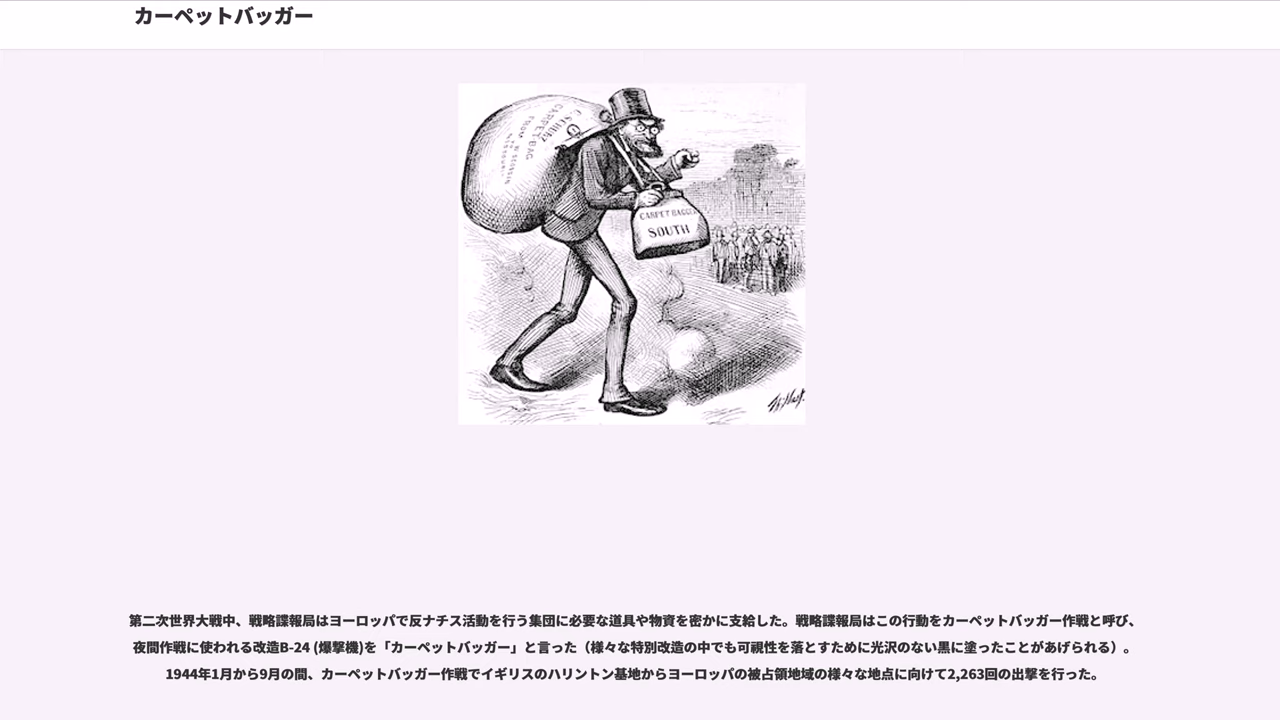 カーペットバッガー
CARPET BAG
FROM
CARPET BAGGER
SOUTH
第二次世界大戦中、戦略諜報局はヨーロッパで反ナチス活動を行う集団に必要な道具や物資を密かに支給した。戦略諜報局はこの行動をカーペットバッガー作戦と呼び、
夜間作戦に使われる改造B-24 (爆撃機)を「カーペットバッガー」と言った（様々な特別改造の中でも可視性を落とすために光沢のない黒に塗ったことがあげられる）。
1944年1月から9月の間、カーペットバッガー作戦でイギリスのハリントン基地からヨーロッパの被占領地域の様々な地点に向けて2,263回の出撃を行った。